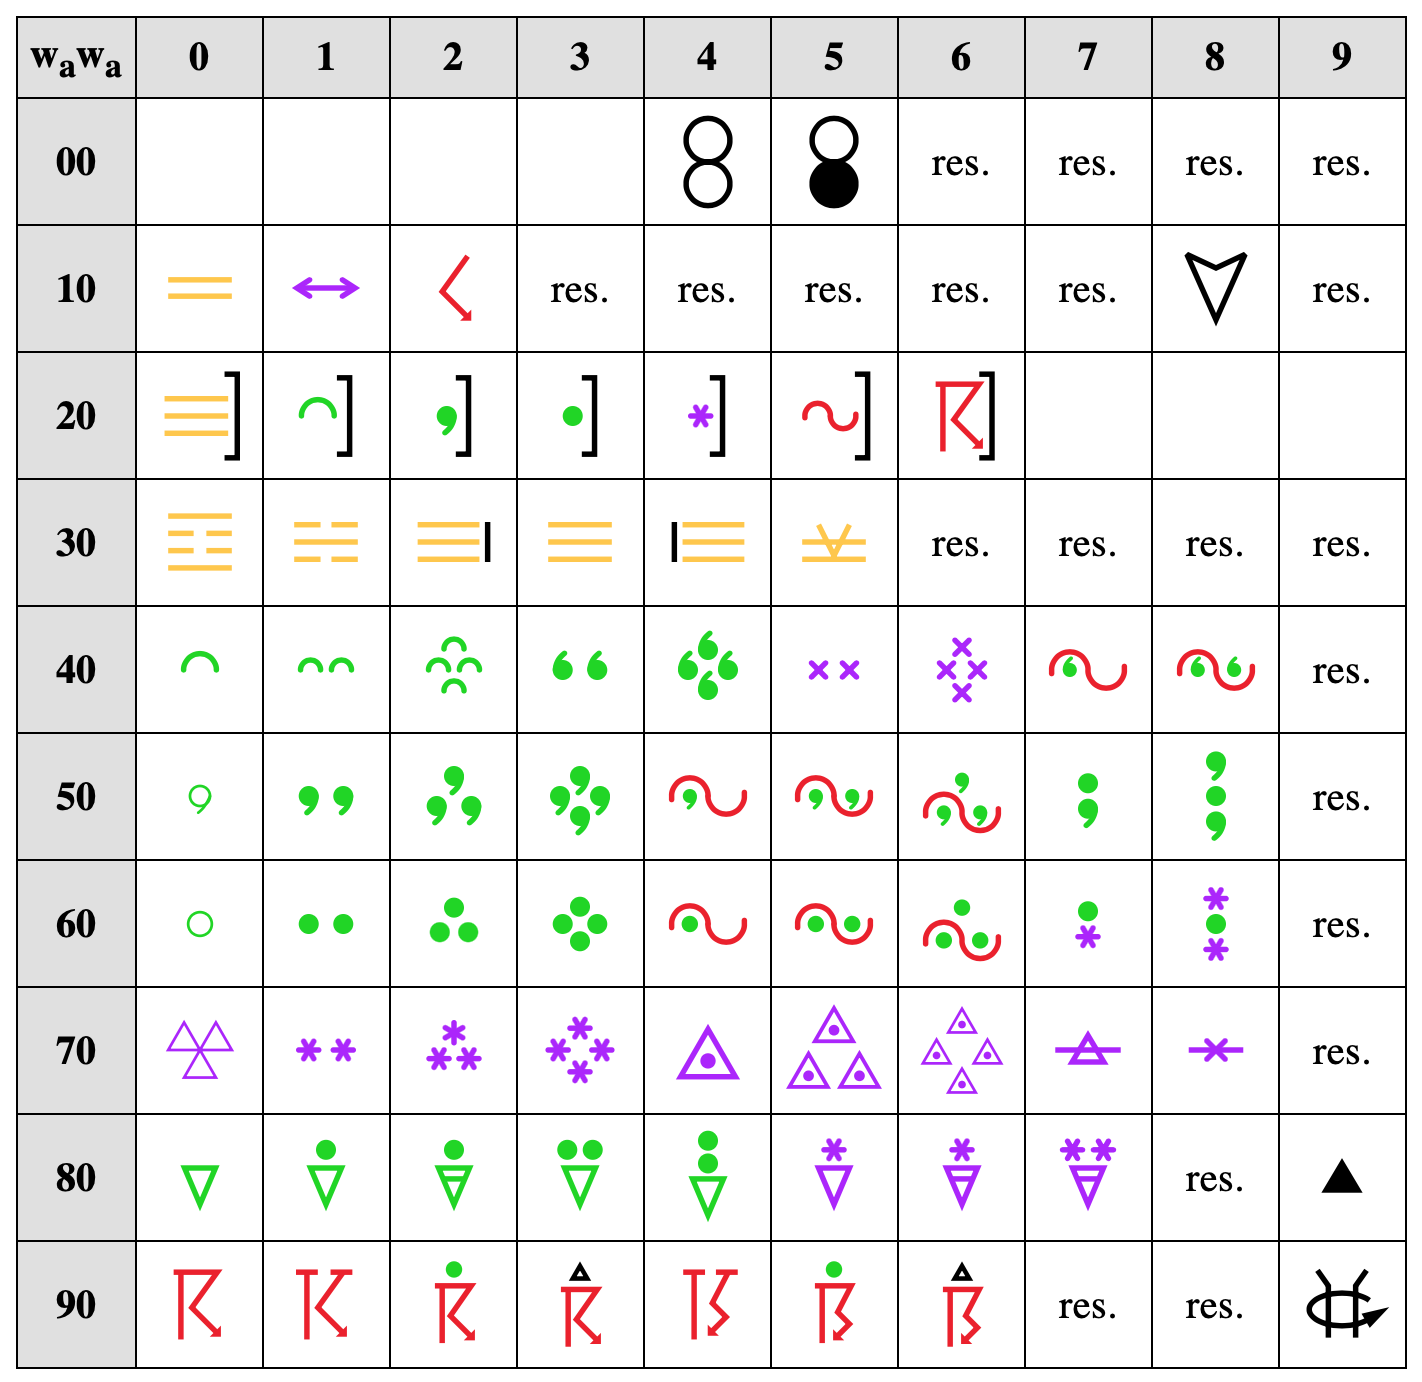 wₐwₐ 0 1 2 3 4 5 6 7 8 9
00 res. res. res. res.
10 res. res. res. res. res. res.
20
30 res. res. res. res.
40 res.
50 res.
60 res.
70 res.
80 res.
90 res. res.